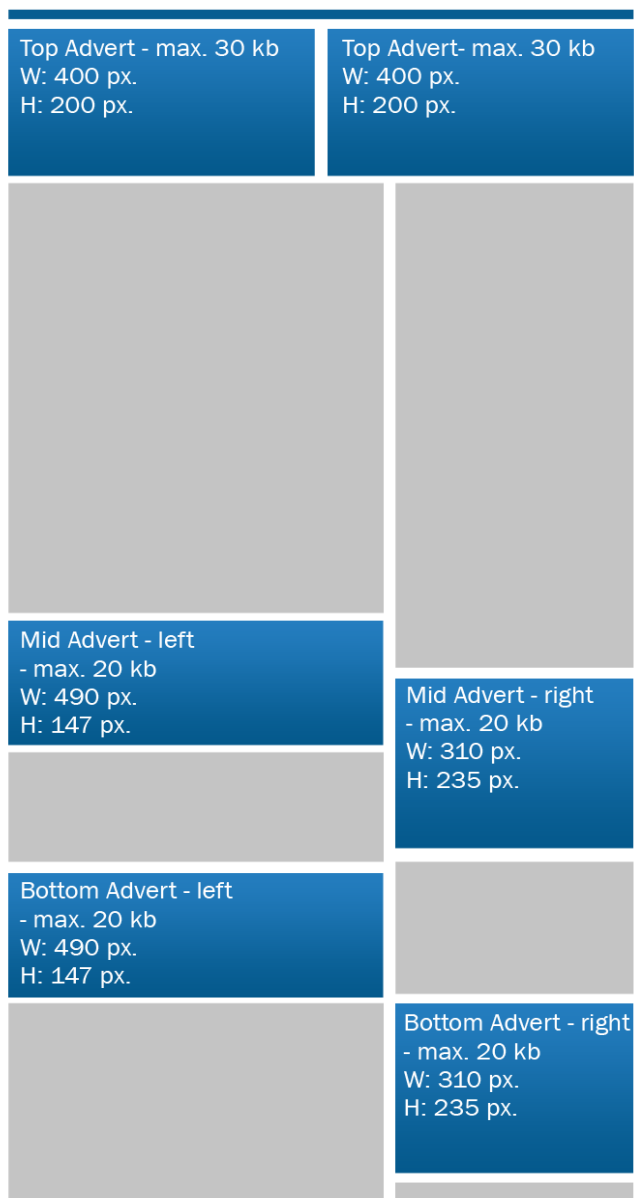 Top Advert - max. 30 kb
W: 400 px.
H: 200 px.
Top Advert- max. 30 kb
W: 400 px.
H: 200 px.
Mid Advert - left
- max. 20 kb
W: 490 px.
H: 147 px.
Mid Advert - right
- max. 20 kb
W: 310 px.
H: 235 px.
Bottom Advert - left
- max. 20 kb
W: 490 px.
H: 147 px.
Bottom Advert - right
- max. 20 kb
W: 310 px.
H: 235 px.